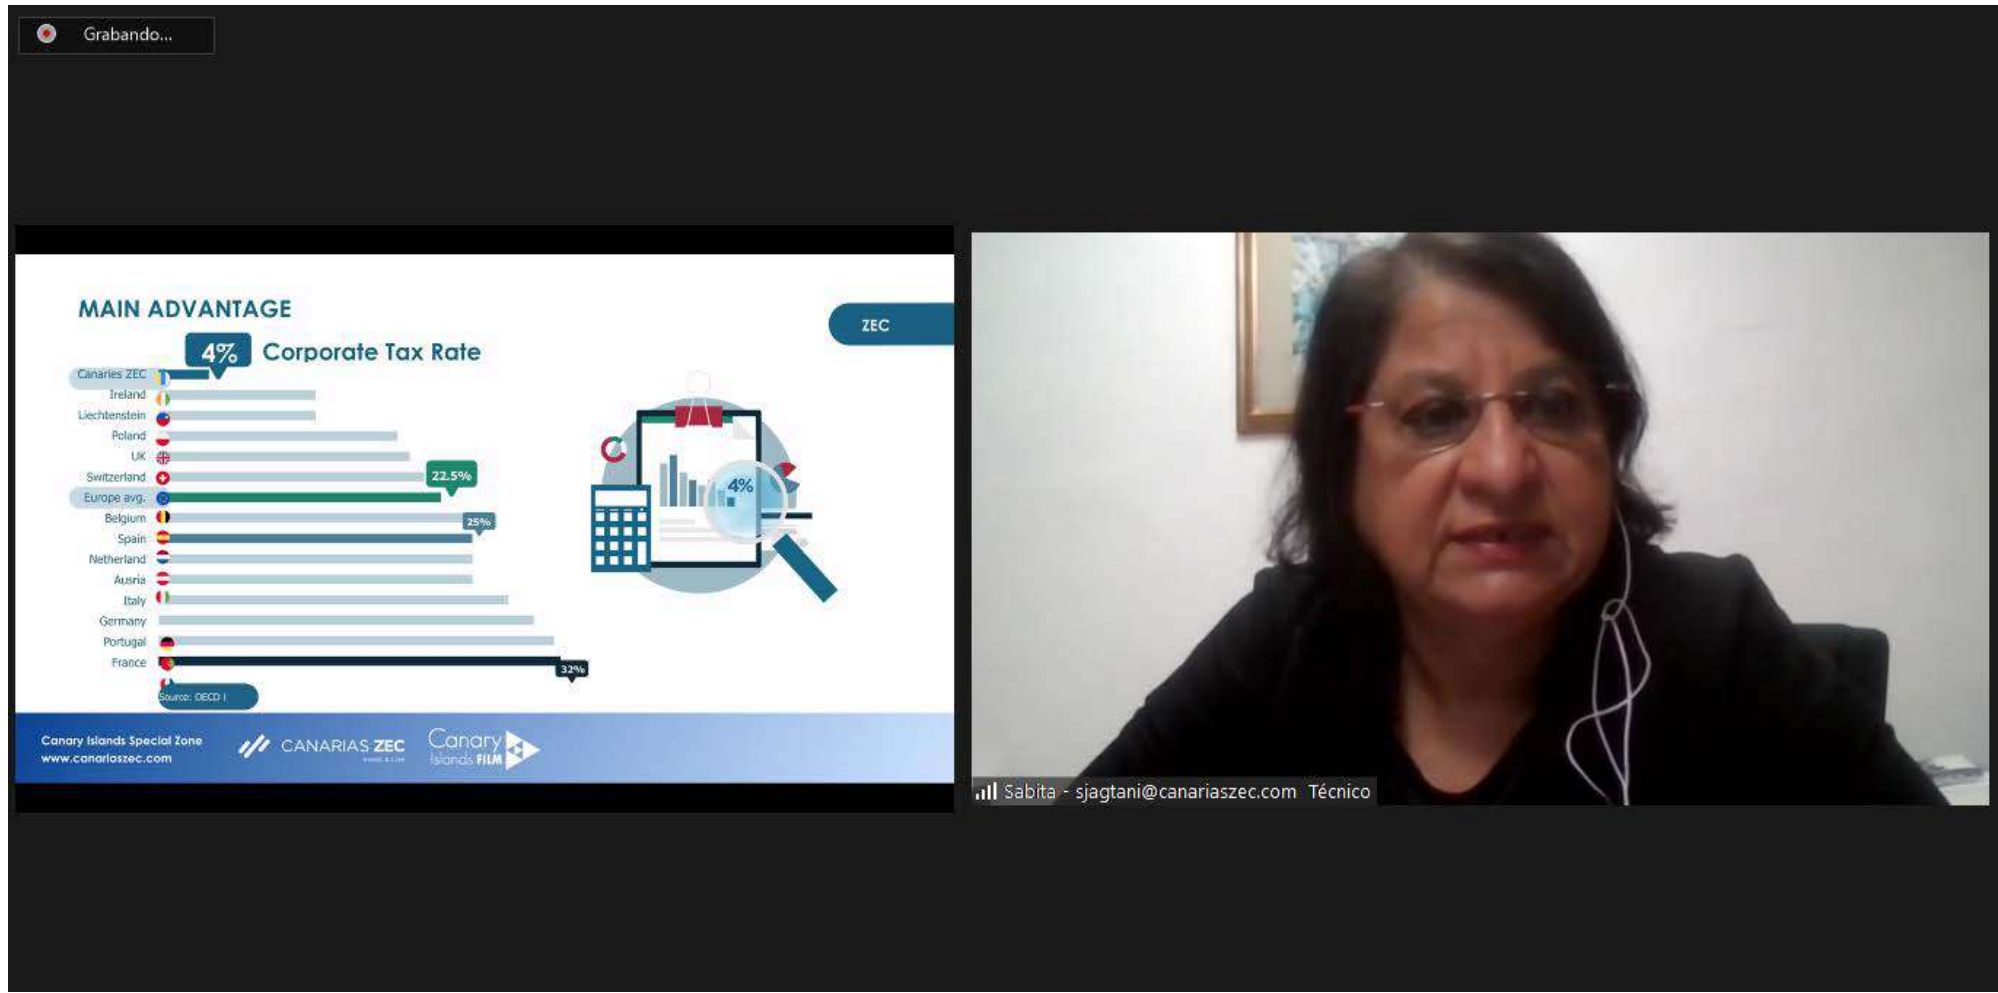 Grabando...
MAIN ADVANTAGE
ZEC
4% Corporate Tax Rate
Canaries ZEC
Ireland
Liechtenstein
Poland
UK
Switzerland
22.5%
Europe avg.
Belgium
25%
Spain
Netherland
Ausria
Italy
Germany
Portugal
France
32%
Source: OECD |
4%
Canary Islands Special Zone
www.canariaszec.com
CANARIAS ZEC
Canary
Islands FILM
Sabita - sjagtani@canariaszec.com Técnico